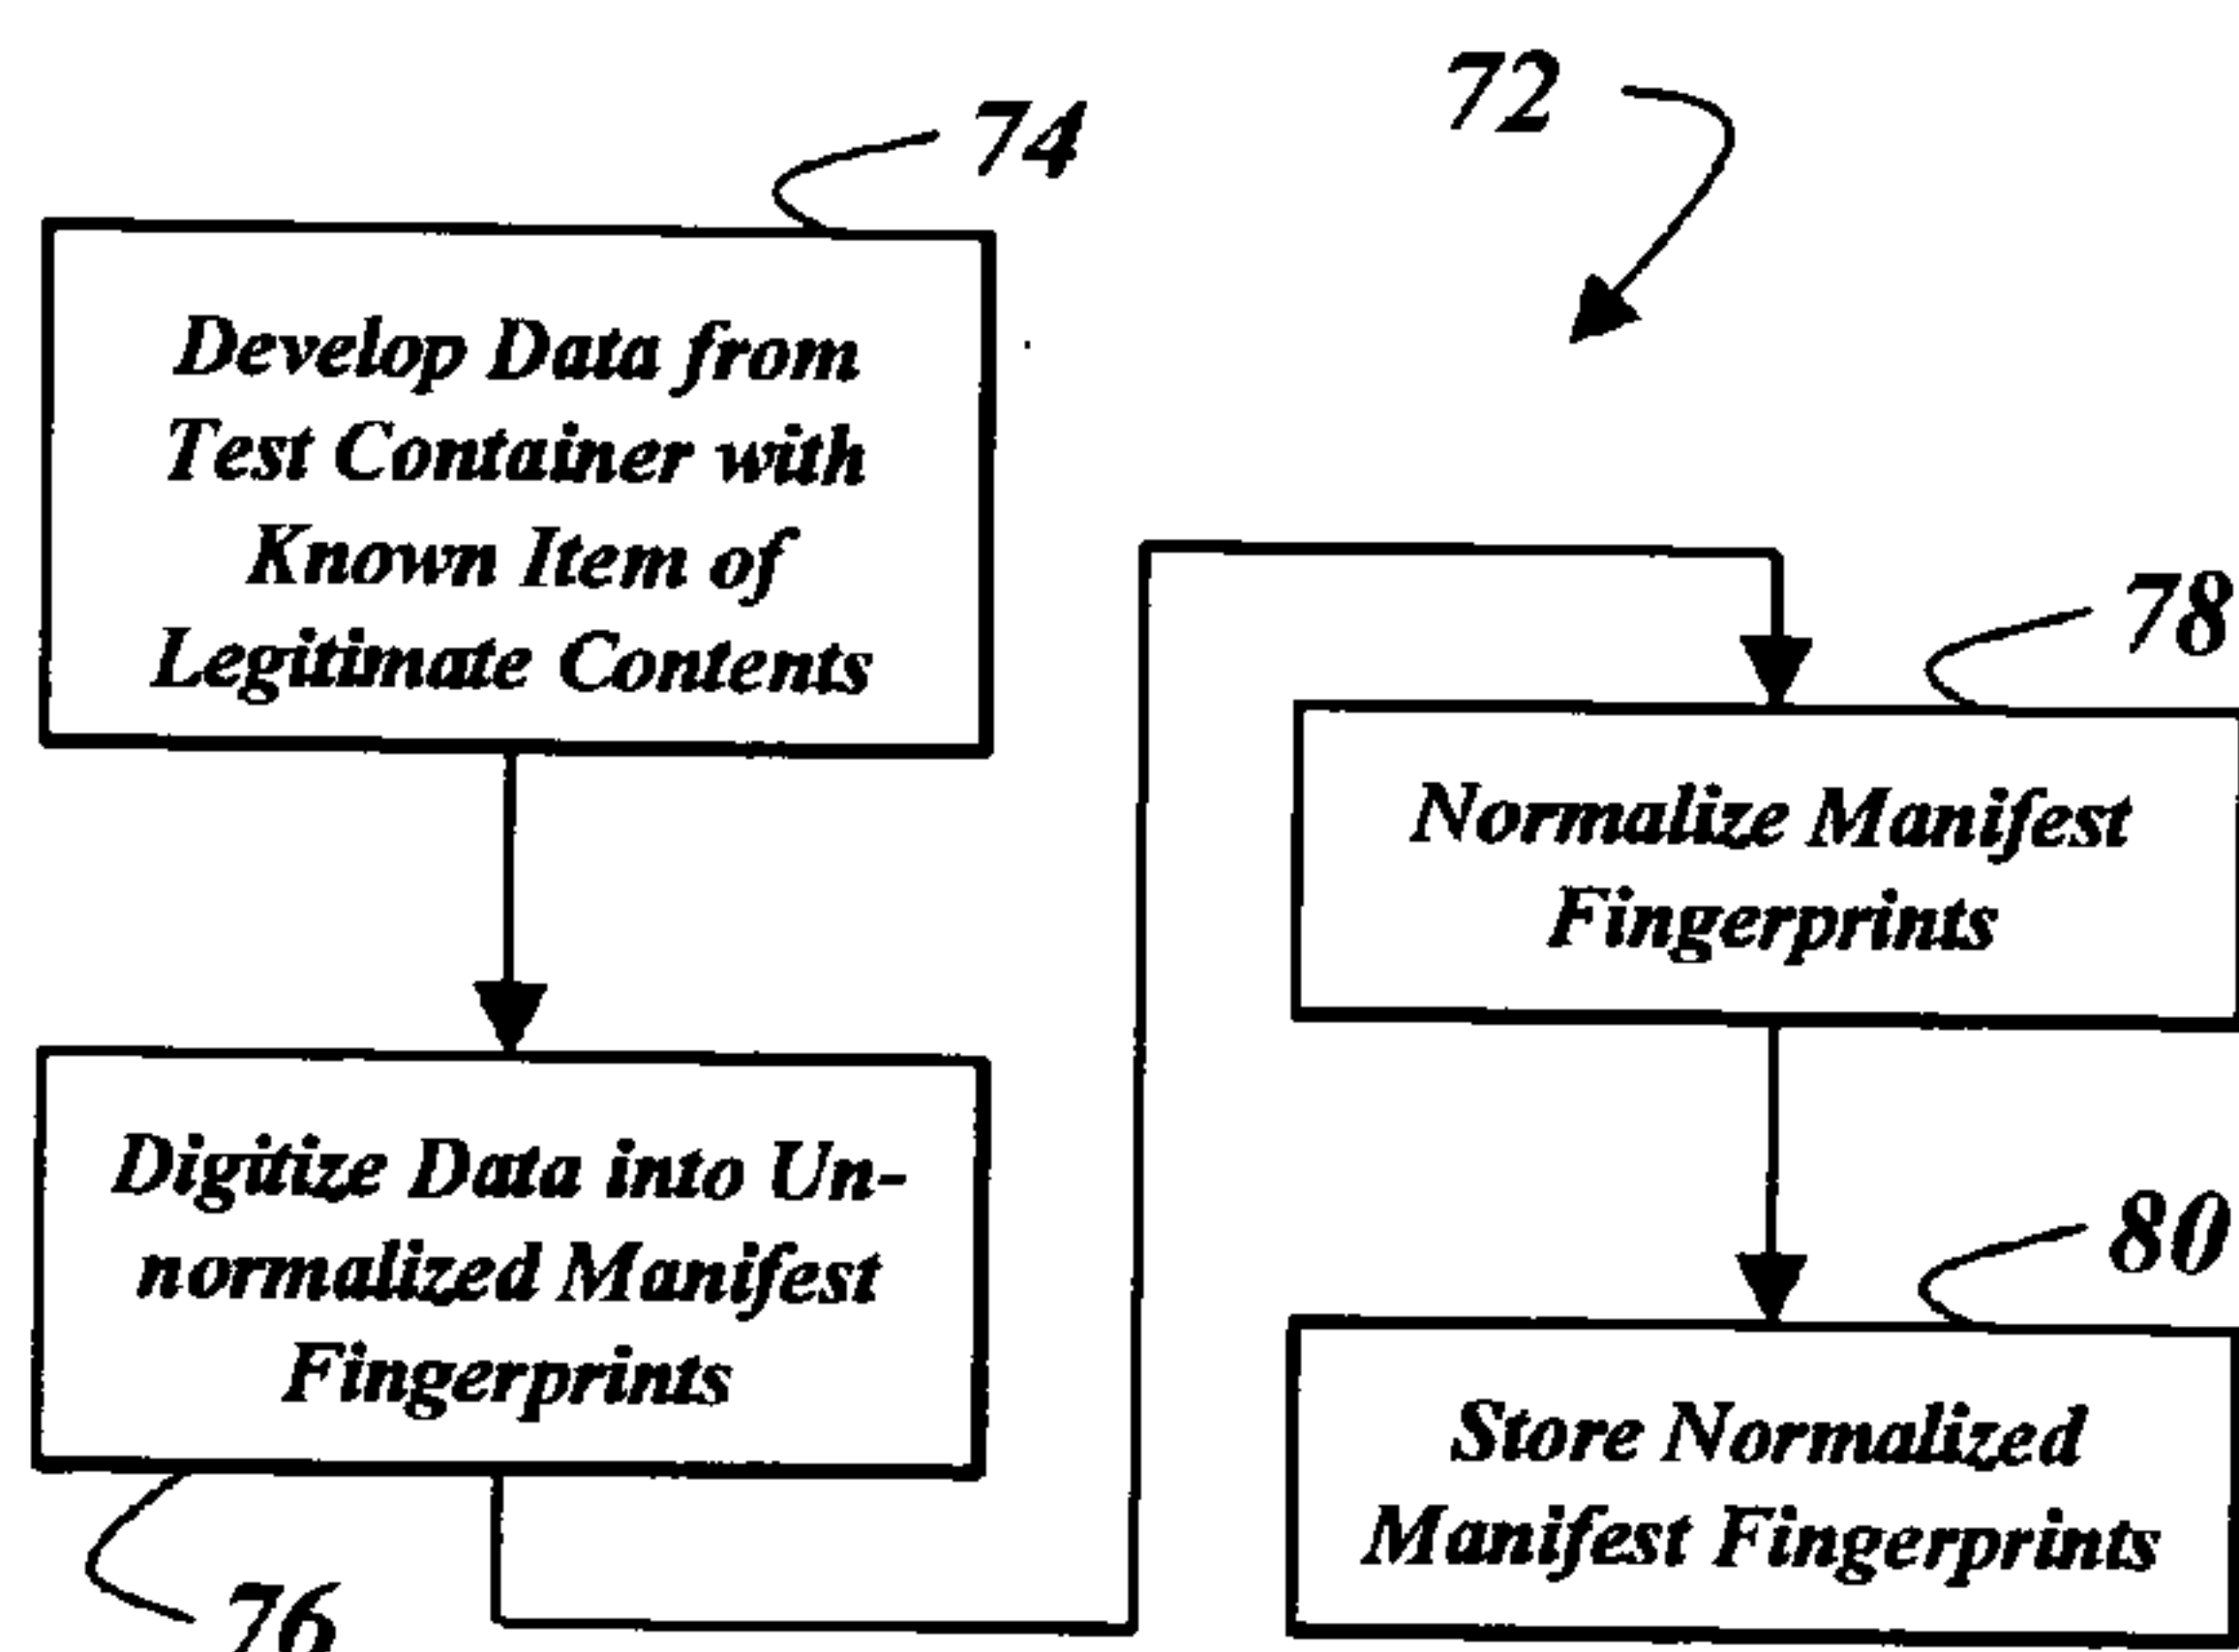 72
74
Develop Data from
Test Container with
Known Item of
Legitimate Contents
Digitize Data into Un-
normalized Manifest
Fingerprints
76
78
Normalize Manifest
Fingerprints
80
Store Normalized
Manifest Fingerprints